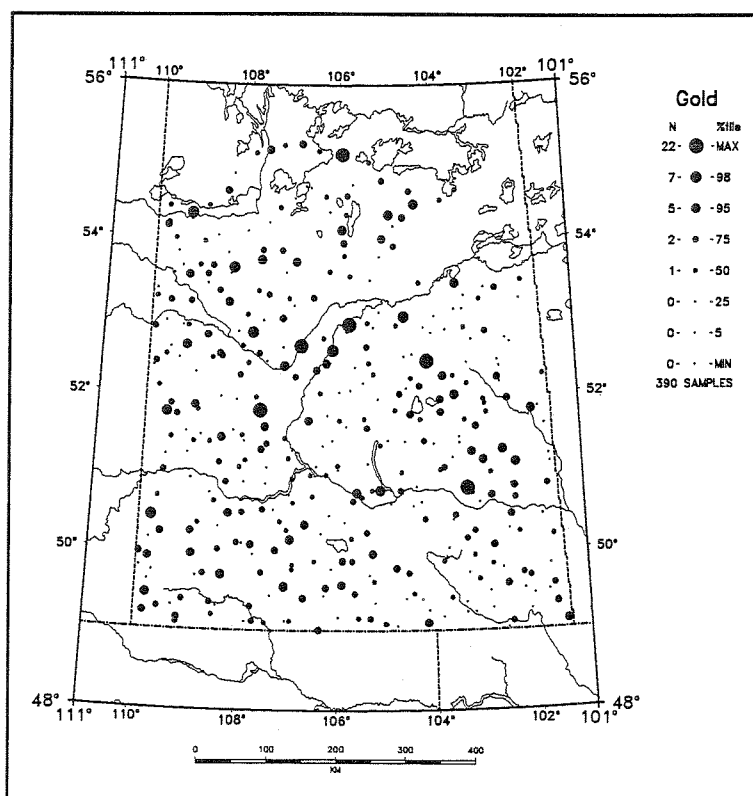 111° 110° 108° 106° 104° 102° 101°
56° 56°
54° 54°
52° 52°
50° 50°
48° 48°
111° 110° 108° 106° 104° 102° 101°
0 100 200 300 400
KM
Gold
N %tile
22- -MAX
7- -98
5- -95
2- -75
1- -50
0- -25
0- -5
0- -MIN
390 SAMPLES